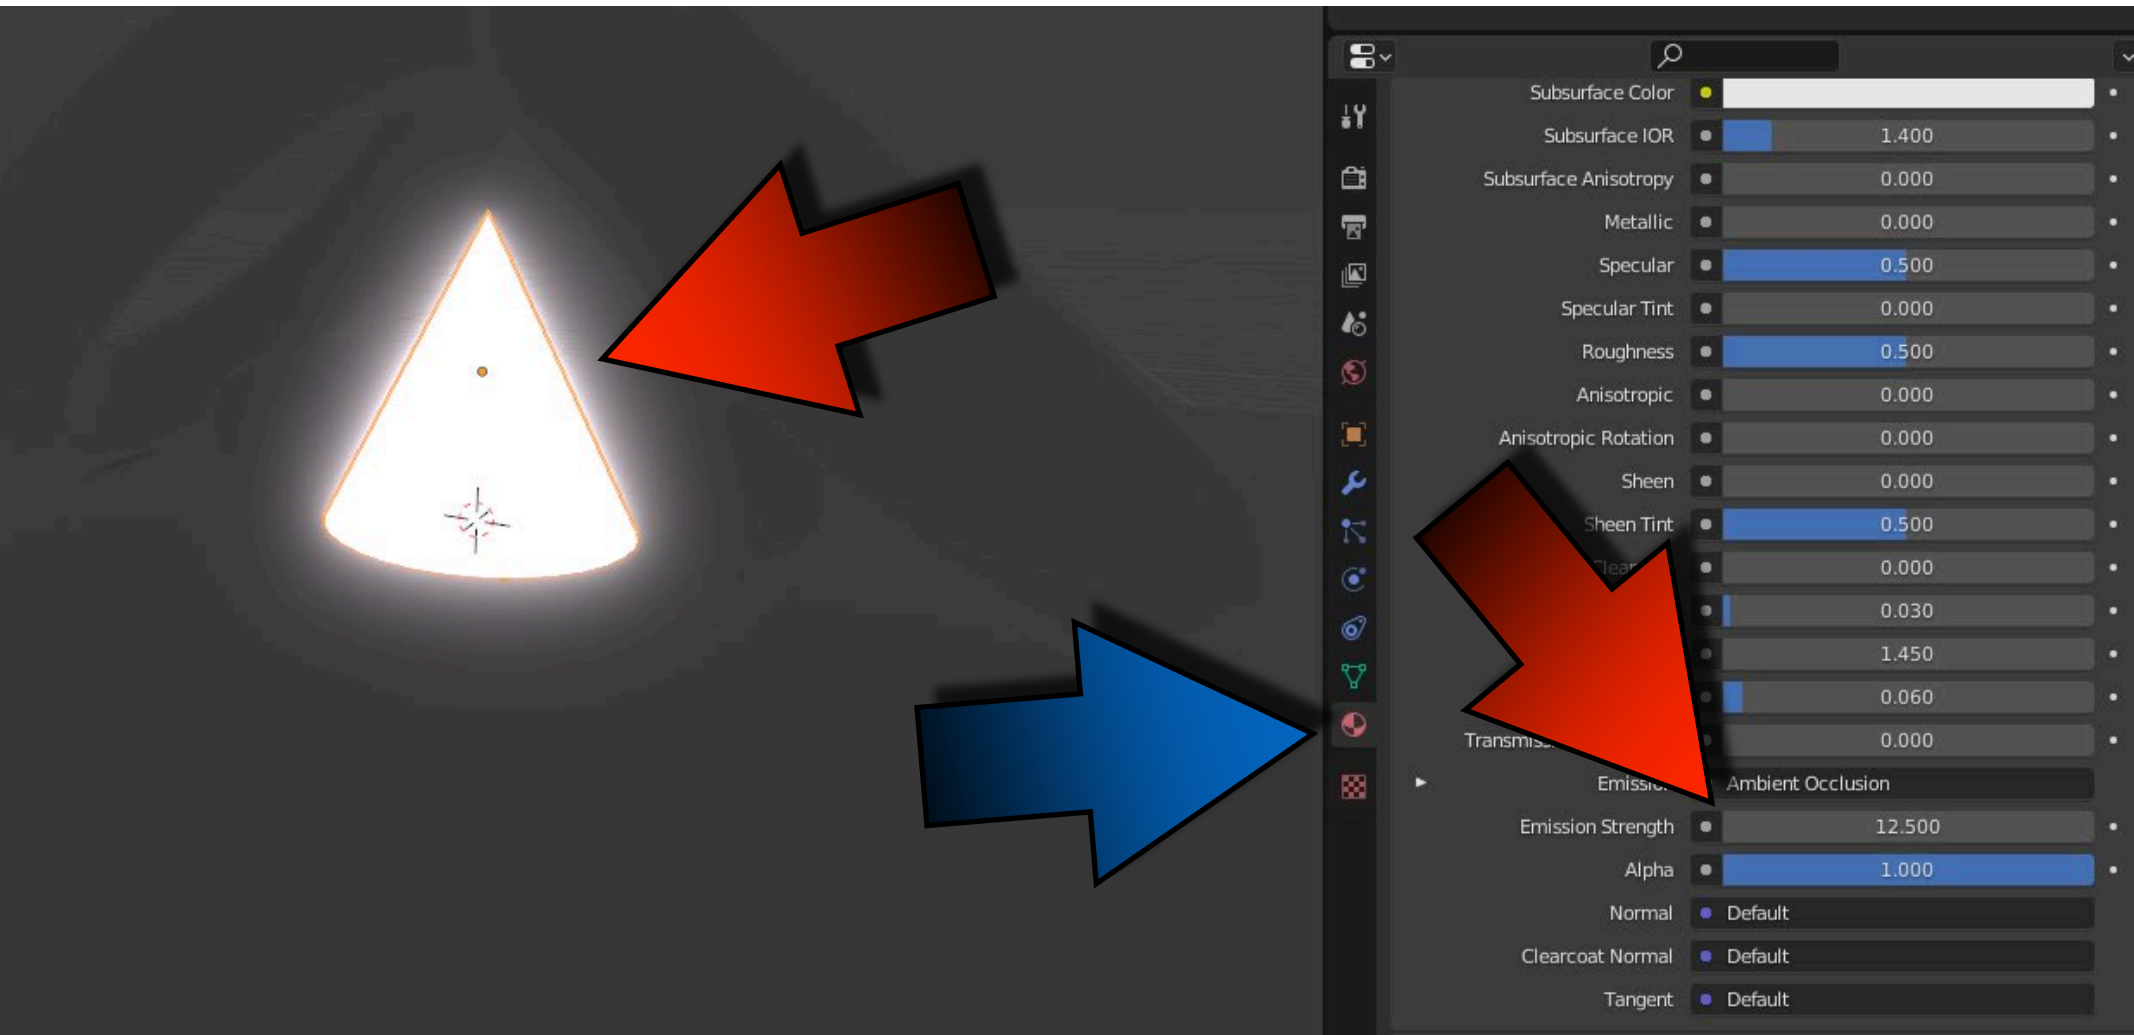 Subsurface Color
Subsurface IOR 1.400
Subsurface Anisotropy 0.000
Metallic 0.000
Specular 0.500
Specular Tint 0.000
Roughness 0.500
Anisotropic 0.000
Anisotropic Rotation 0.000
Sheen 0.000
Sheen Tint 0.500
0.000
0.030
1.450
0.060
0.000
Ambient Occlusion
Emission Strength 12.500
Alpha 1.000
Normal Default
Clearcoat Normal Default
Tangent Default